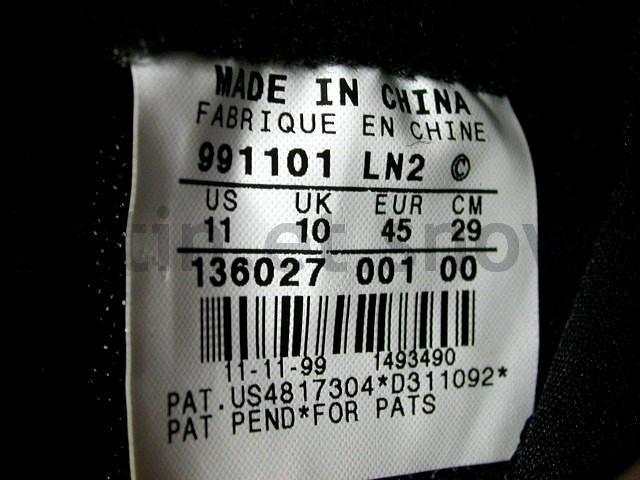 MADE IN CHINA
FABRIQUE EN CHINE
991101 LN2 ©
US UK EUR CM
11 10 45 29
136027 001 00
11-11-99 1493490
PAT.US4817304*D311092*
PAT PEND*FOR PATS